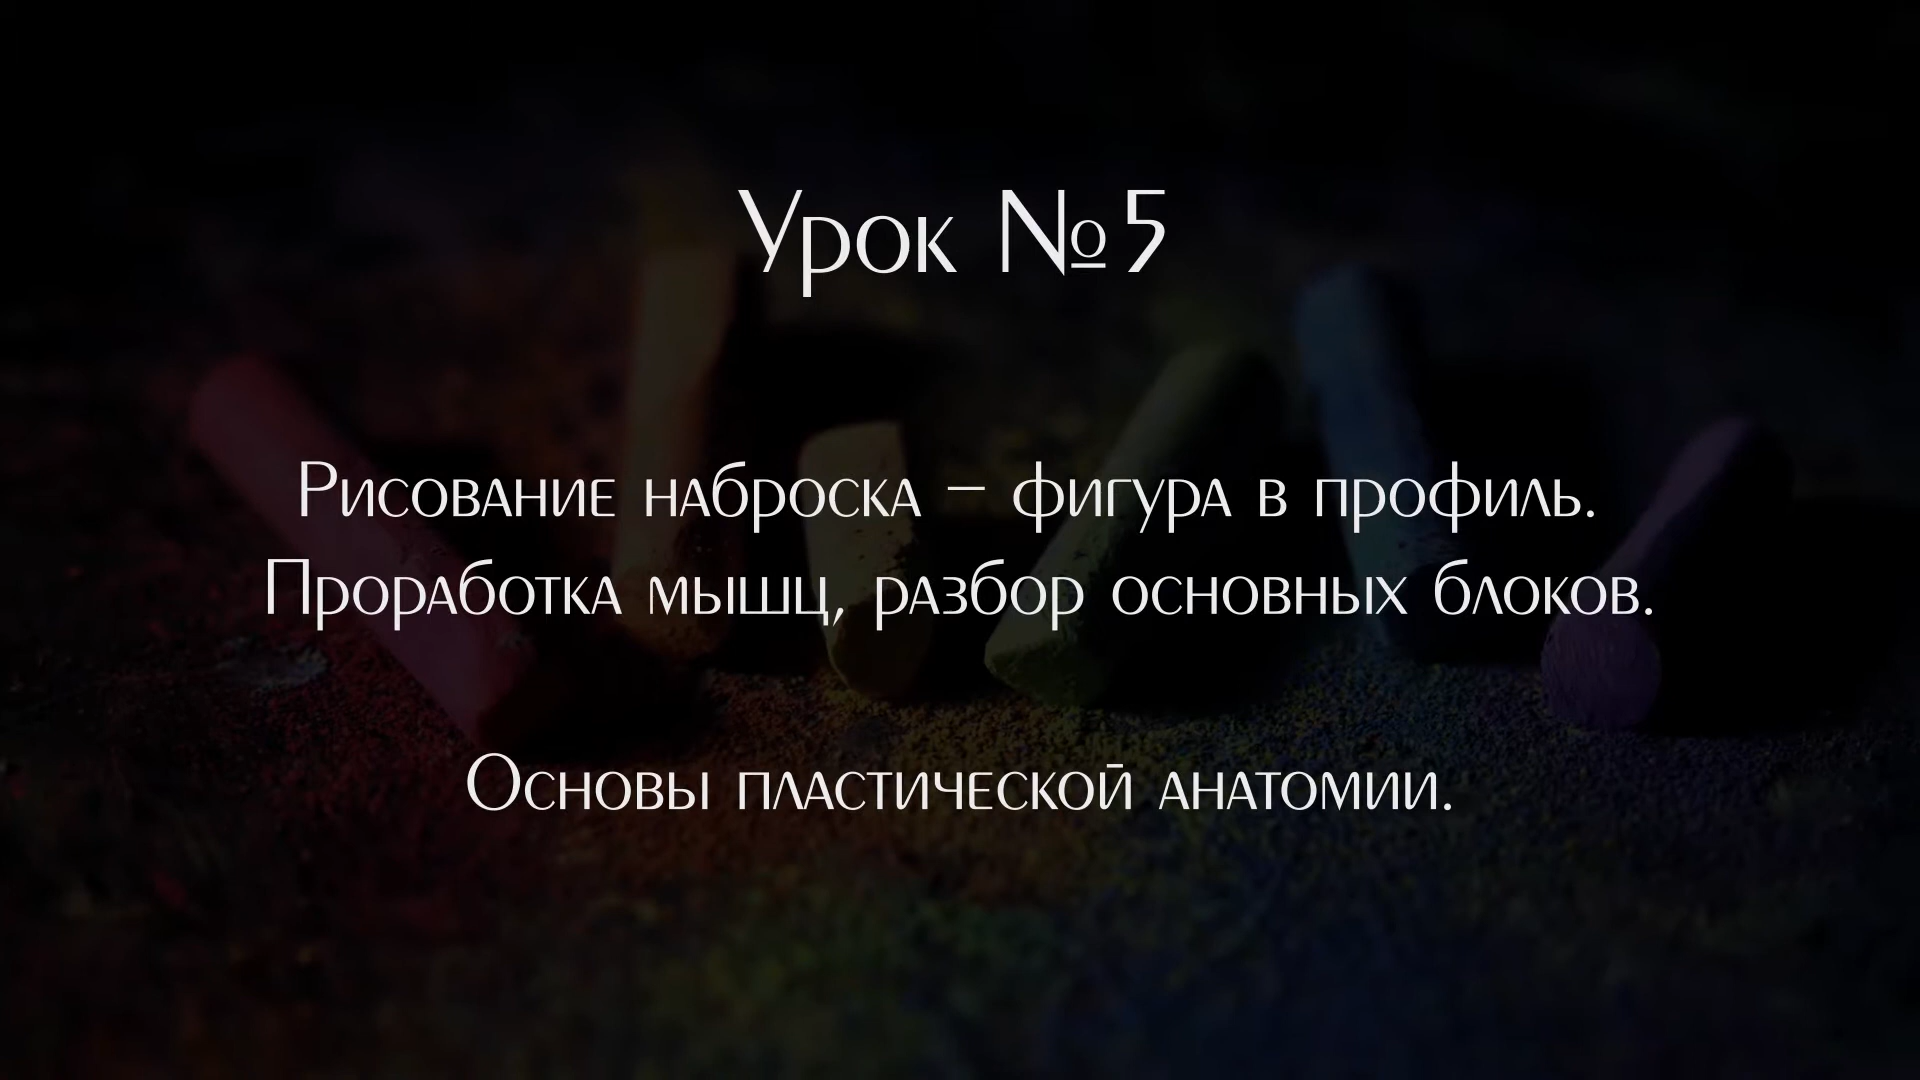 Урок №5
Рисование наброска – фигура в профиль.
Проработка мышц, разбор основных блоков.
Основы пластической анатомии.